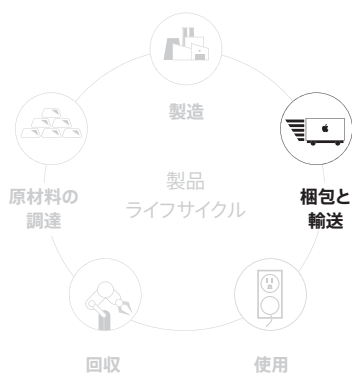 製造
梱包と
輸送
使用
回収
原材料の
調達
製品
ライフサイクル